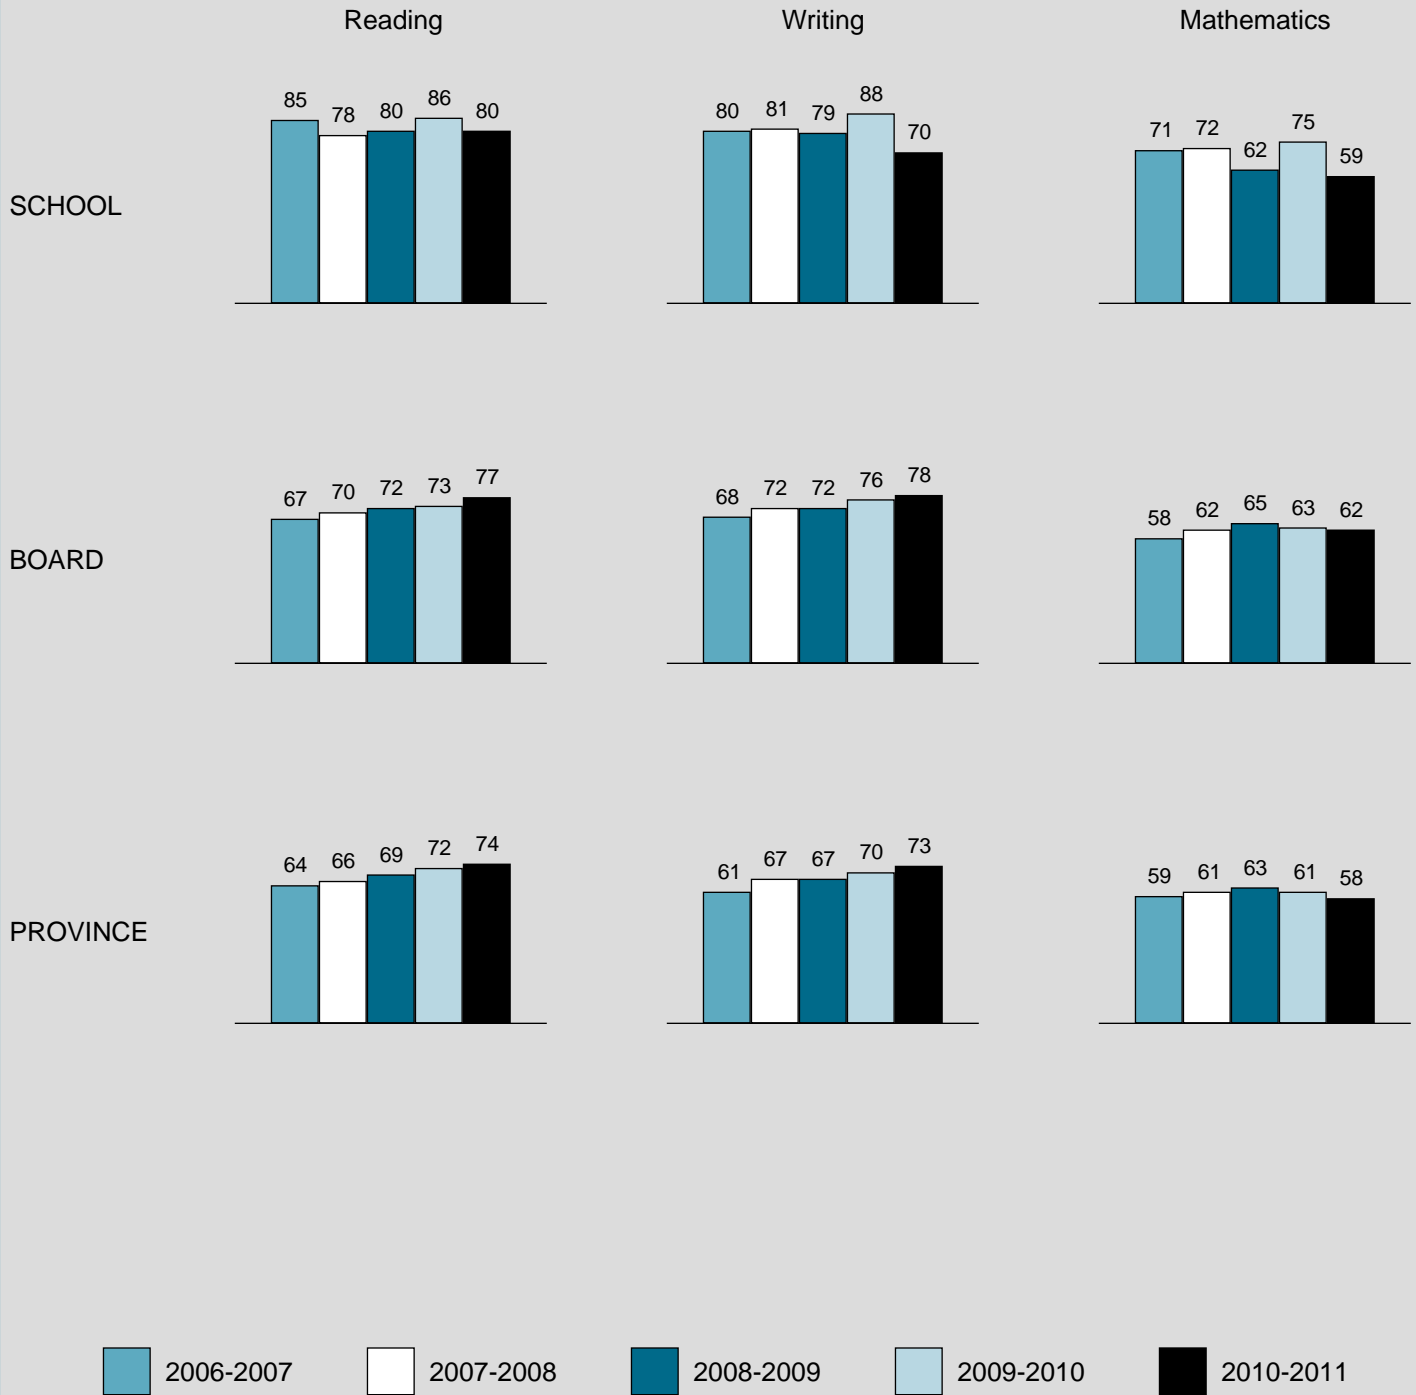 Reading Writing Mathematics
85 78 80 86 80 80 81 79 88 70 71 72 62 75 59
SCHOOL
67 70 72 73 77 68 72 72 76 78 58 62 65 63 62
BOARD
64 66 69 72 74 61 67 67 70 73 59 61 63 61 58
PROVINCE
2006-2007 2007-2008 2008-2009 2009-2010 2010-2011